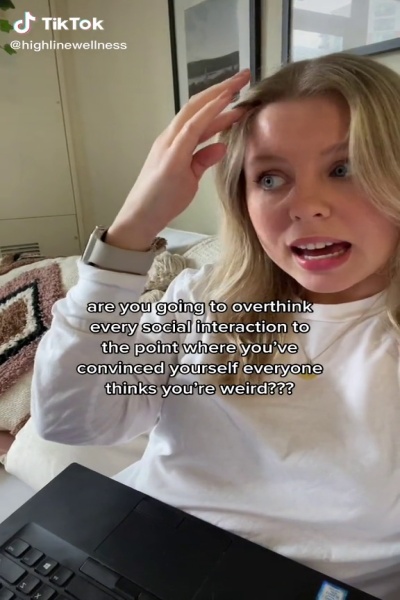 TikTok
@highlinewellness
are you going to overthink
every social interaction to
the point where you've
convinced yourself everyone
thinks you're weird???